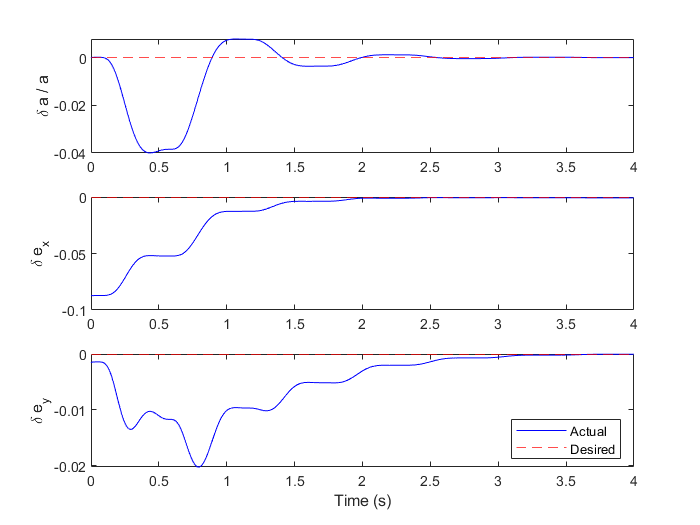 0
-0.02
-0.04
δ a / a
0 0.5 1 1.5 2 2.5 3 3.5 4
0
-0.05
-0.1
δ eₓ
0 0.5 1 1.5 2 2.5 3 3.5 4
0
-0.01
-0.02
δ e_y
Actual
Desired
0 0.5 1 1.5 2 2.5 3 3.5 4
Time (s)